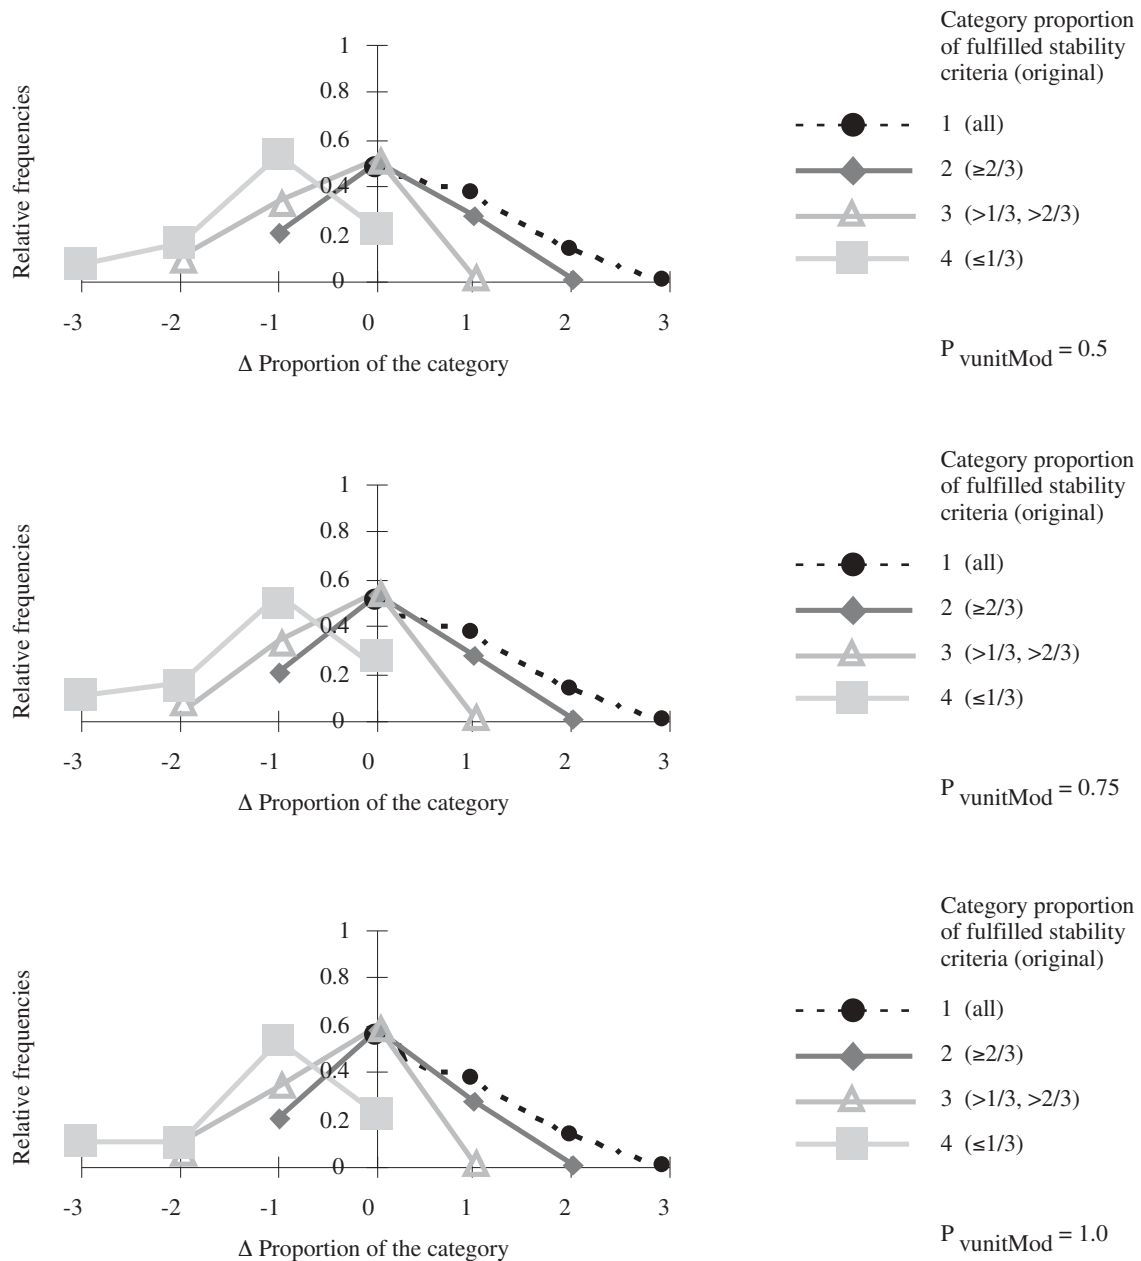 Relative frequencies
1
0.8
0.6
0.4
0.2
0
-3 -2 -1 0 1 2 3
Δ Proportion of the category
Category proportion
of fulfilled stability
criteria (original)
1 (all)
2 (≥2/3)
3 (>1/3, >2/3)
4 (≤1/3)
P vunitMod = 0.5
Relative frequencies
1
0.8
0.6
0.4
0.2
0
-3 -2 -1 0 1 2 3
Δ Proportion of the category
Category proportion
of fulfilled stability
criteria (original)
1 (all)
2 (≥2/3)
3 (>1/3, >2/3)
4 (≤1/3)
P vunitMod = 0.75
Relative frequencies
1
0.8
0.6
0.4
0.2
0
-3 -2 -1 0 1 2 3
Δ Proportion of the category
Category proportion
of fulfilled stability
criteria (original)
1 (all)
2 (≥2/3)
3 (>1/3, >2/3)
4 (≤1/3)
P vunitMod = 1.0